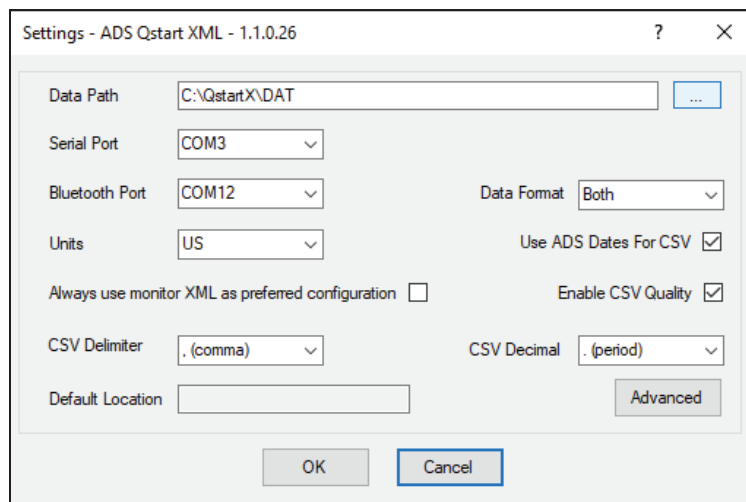 Settings - ADS Qstart XML - 1.1.0.26 ?
Data Path C:\QstartX\DAT ...
Serial Port COM3
Bluetooth Port COM12 Data Format Both
Units US Use ADS Dates For CSV
Always use monitor XML as preferred configuration Enable CSV Quality
CSV Delimiter , (comma) CSV Decimal . (period)
Default Location Advanced
OK Cancel